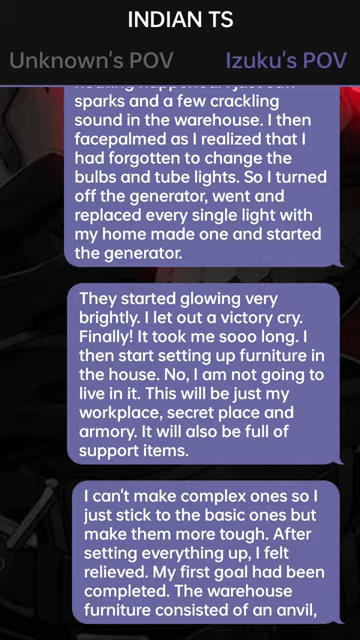 INDIAN TS
Unknown's POV
Izuku's POV
sparks and a few crackling
sound in the warehouse. I then
facepalmed as I realized that I
had forgotten to change the
bulbs and tube lights. So I turned
off the generator, went and
replaced every single light with
my home made one and started
the generator.
They started glowing very
brightly. I let out a victory cry.
Finally! It took me sooo long. I
then start setting up furniture in
the house. No, I am not going to
live in it. This will be just my
workplace, secret place and
armory. It will also be full of
support items.
I can't make complex ones so I
just stick to the basic ones but
make them more tough. After
setting everything up, I felt
relieved. My first goal had been
completed. The warehouse
furniture consisted of an anvil,